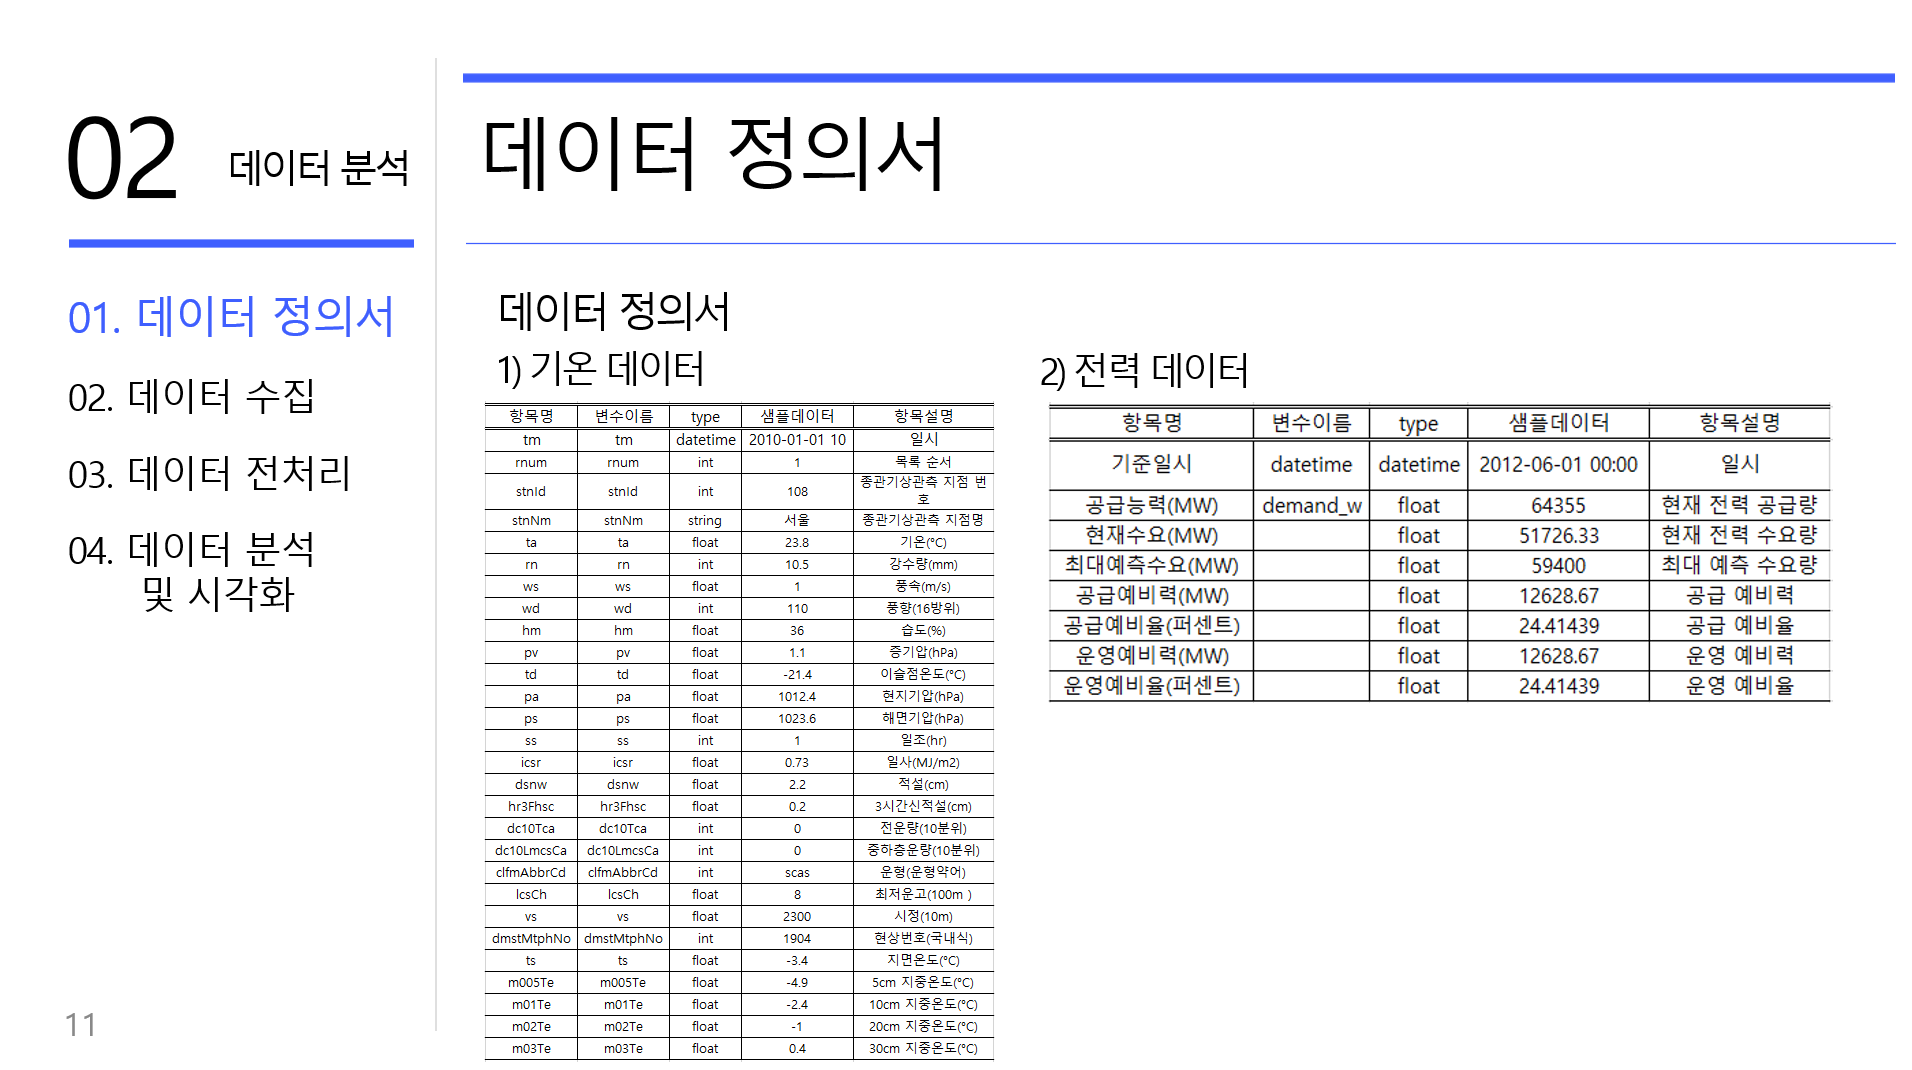 02 데이터 분석
01. 데이터 정의서
02. 데이터 수집
03. 데이터 전처리
04. 데이터 분석
및 시각화
11
데이터 정의서
데이터 정의서
1) 기온 데이터
항목명 변수이름 type 샘플데이터 항목설명
tm tm datetime 2010-01-01 10 일시
rnum rnum int 1 목록 순서
stnId stnId int 108 종관기상관측 지점 번
호
stnNm stnNm string 서울 종관기상관측 지점명
ta ta float 23.8 기온(°C)
rn rn int 10.5 강수량(mm)
ws ws float 1 풍속(m/s)
wd wd int 110 풍향(16방위)
hm hm float 36 습도(%)
pv pv float 1.1 증기압(hPa)
td td float -21.4 이슬점온도(°C)
pa pa float 1012.4 현지기압(hPa)
ps ps float 1023.6 해면기압(hPa)
ss ss int 1 일조(hr)
icsr icsr float 0.73 일사(MJ/m2)
dsnw dsnw float 2.2 적설(cm)
hr3Fhsc hr3Fhsc float 0.2 3시간신적설(cm)
dc10Tca dc10Tca int 0 전운량(10분위)
dc10LmcsCa dc10LmcsCa int 0 중하층운량(10분위)
clfmAbbrCd clfmAbbrCd int scas 운형(운형약어)
lcsCh lcsCh float 8 최저운고(100m )
vs vs float 2300 시정(10m)
dmstMtphNo dmstMtphNo int 1904 현상번호(국내식)
ts ts float -3.4 지면온도(°C)
m005Te m005Te float -4.9 5cm 지중온도(°C)
m01Te m01Te float -2.4 10cm 지중온도(°C)
m02Te m02Te float -1 20cm 지중온도(°C)
m03Te m03Te float 0.4 30cm 지중온도(°C)
2) 전력 데이터
항목명 변수이름 type 샘플데이터 항목설명
기준일시 datetime datetime 2012-06-01 00:00 일시
공급능력(MW) demand_w float 64355 현재 전력 공급량
현재수요(MW) float 51726.33 현재 전력 수요량
최대예측수요(MW) float 59400 최대 예측 수요량
공급예비력(MW) float 12628.67 공급 예비력
공급예비율(퍼센트) float 24.41439 공급 예비율
운영예비력(MW) float 12628.67 운영 예비력
운영예비율(퍼센트) float 24.41439 운영 예비율